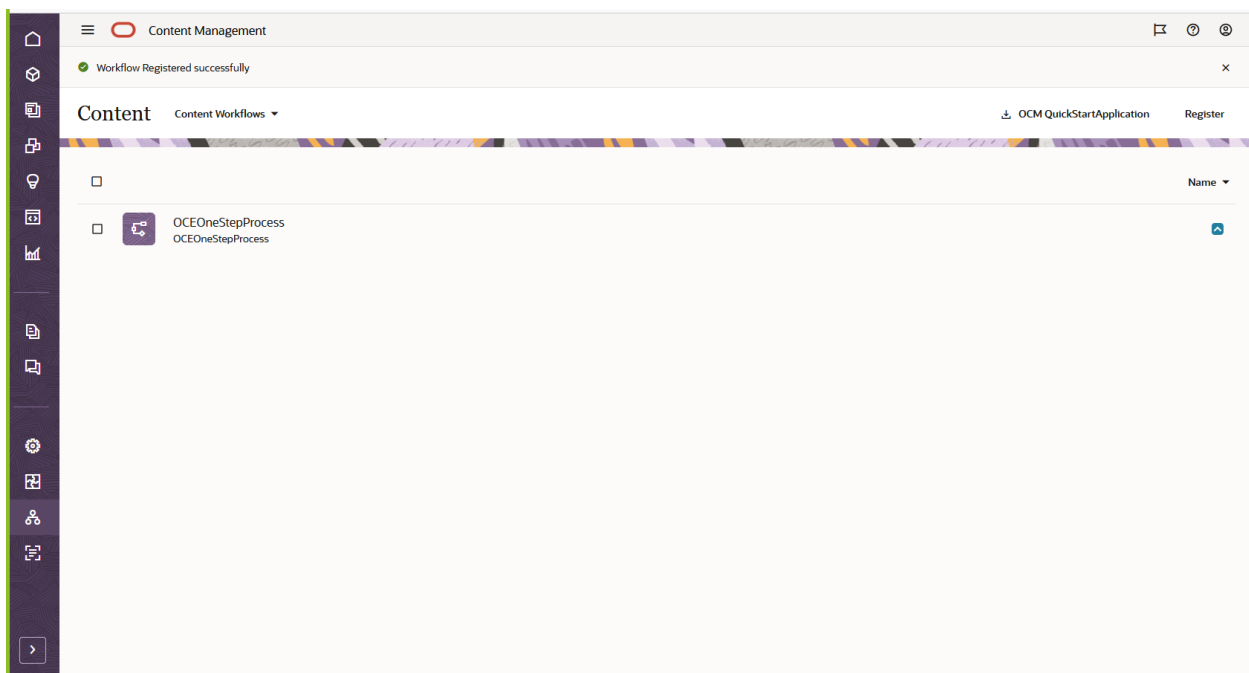 Content Management
Workflow Registered successfully
Content
Content Workflows
OCM QuickStartApplication
Register
Name
OCEOneStepProcess
OCEOneStepProcess